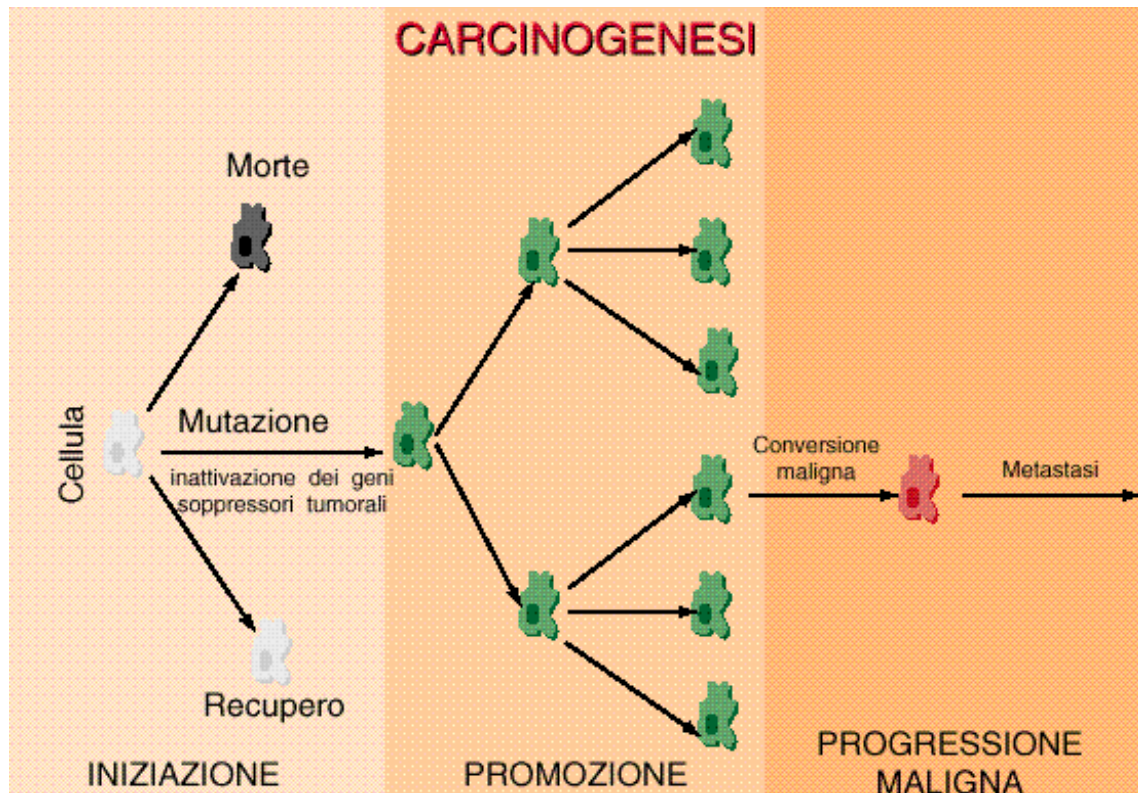 CARCINOGENESI
Morte
Cellula
Mutazione
inattivazione dei geni
soppressori tumorali
Recupero
Conversione
maligna
Metastasi
INIZIAZIONE
PROMOZIONE
PROGRESSIONE
MALIGNA